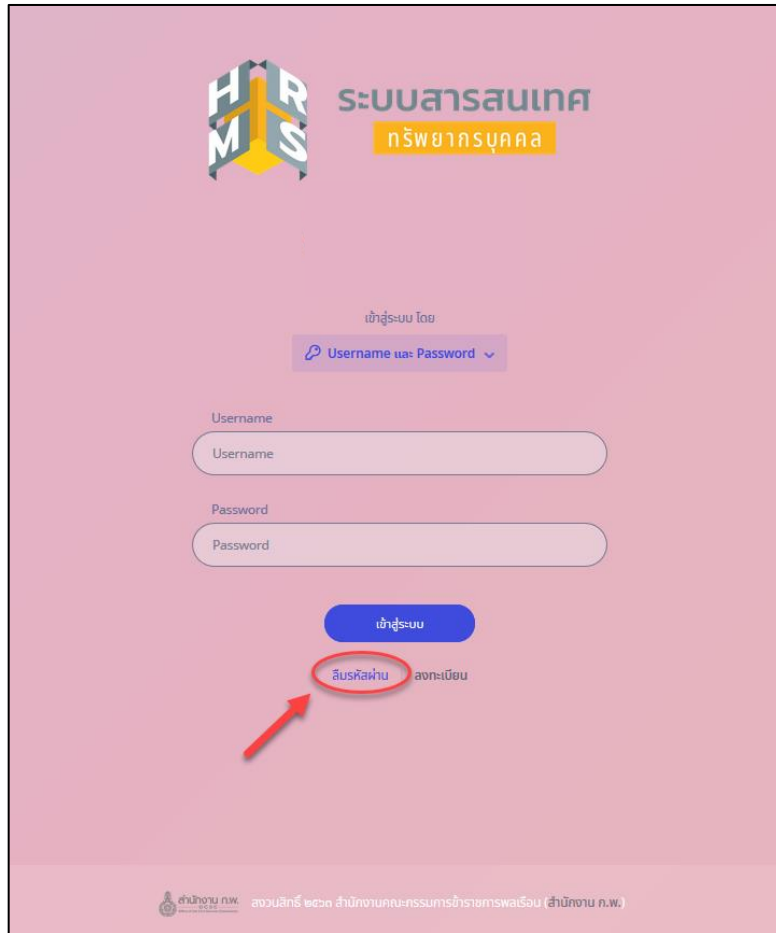 HR
MS
ระบบสารสนเทศ
ทรัพยากรบุคคล
เข้าสู่ระบบ โดย
Username และ Password
Username
Username
Password
Password
เข้าสู่ระบบ
ลืมรหัสผ่าน ลงทะเบียน
สำนักงาน ก.พ. สงวนสิทธิ์ ๒๕๖๓ สำนักงานคณะกรรมการข้าราชการพลเรือน (สำนักงาน ก.พ.)